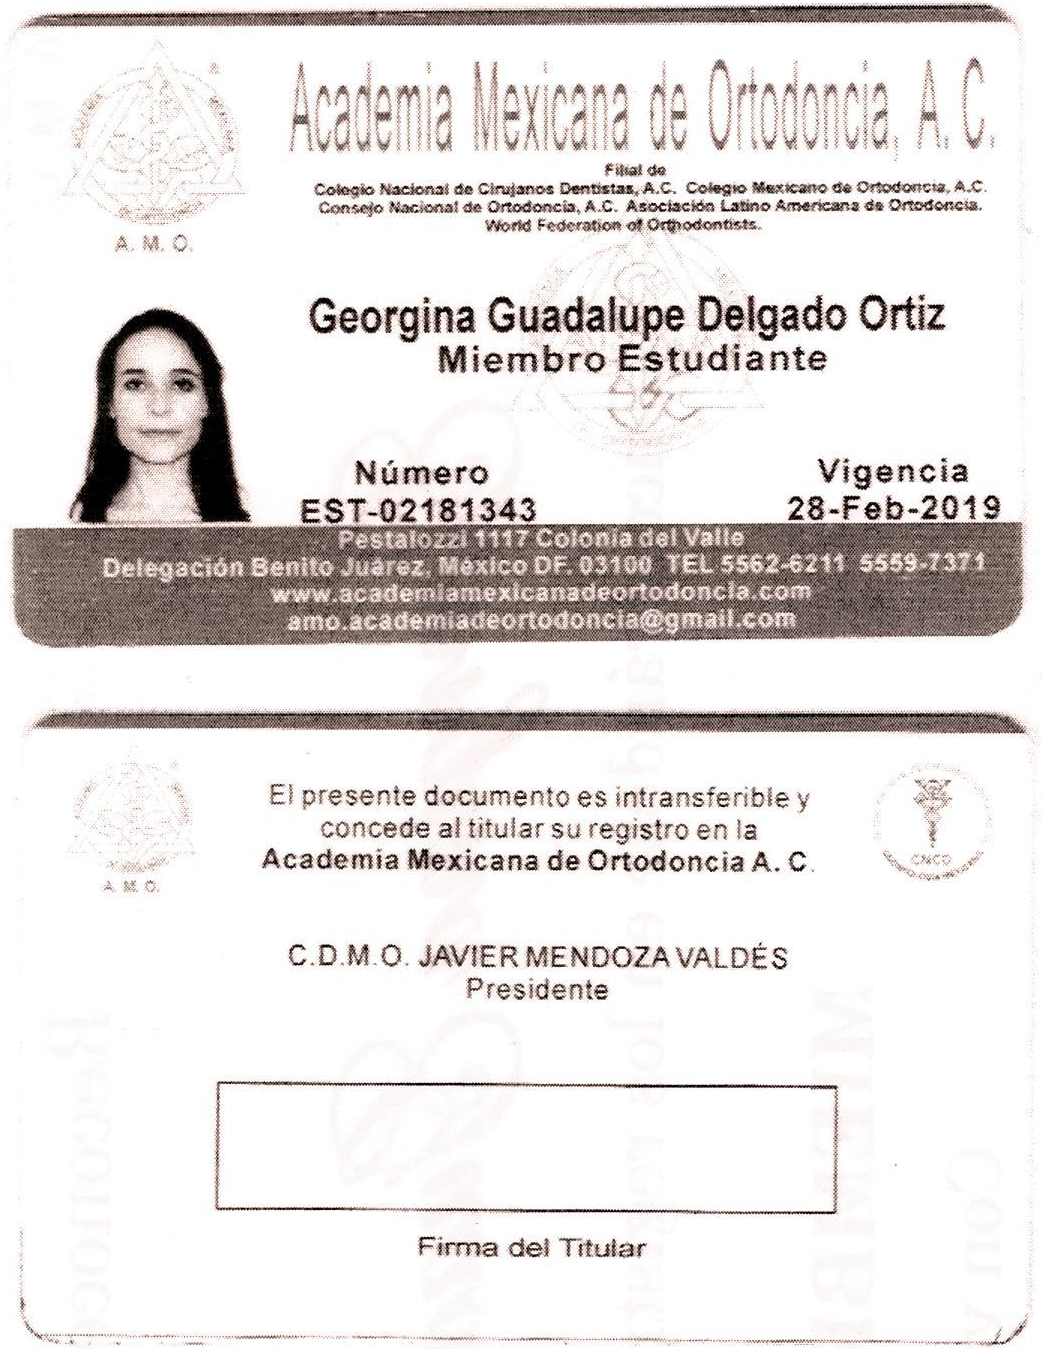 Academia Mexicana de Ortodoncia, A. C.
Filial de
Colegio Nacional de Cirujanos Dentistas, A.C. Colegio Mexicano de Ortodoncia, A.C.
Consejo Nacional de Ortodoncia, A.C. Asociación Latino Americana de Ortodoncia.
World Federation of Orthodontists.
A. M. O.
Georgina Guadalupe Delgado Ortiz
Miembro Estudiante
Número
EST-02181343
Vigencia
28-Feb-2019
Pestalozzi 1117 Colonia del Valle
Delegación Benito Juárez, México DF. 03100 TEL 5562-6211 5559-7371
www.academiamexicanadeortodoncia.com
amo.academiadeortodoncia@gmail.com
A. M. O.
El presente documento es intransferible y
concede al titular su registro en la
Academia Mexicana de Ortodoncia A. C.
CNCD
C.D.M.O. JAVIER MENDOZA VALDÉS
Presidente
Firma del Titular